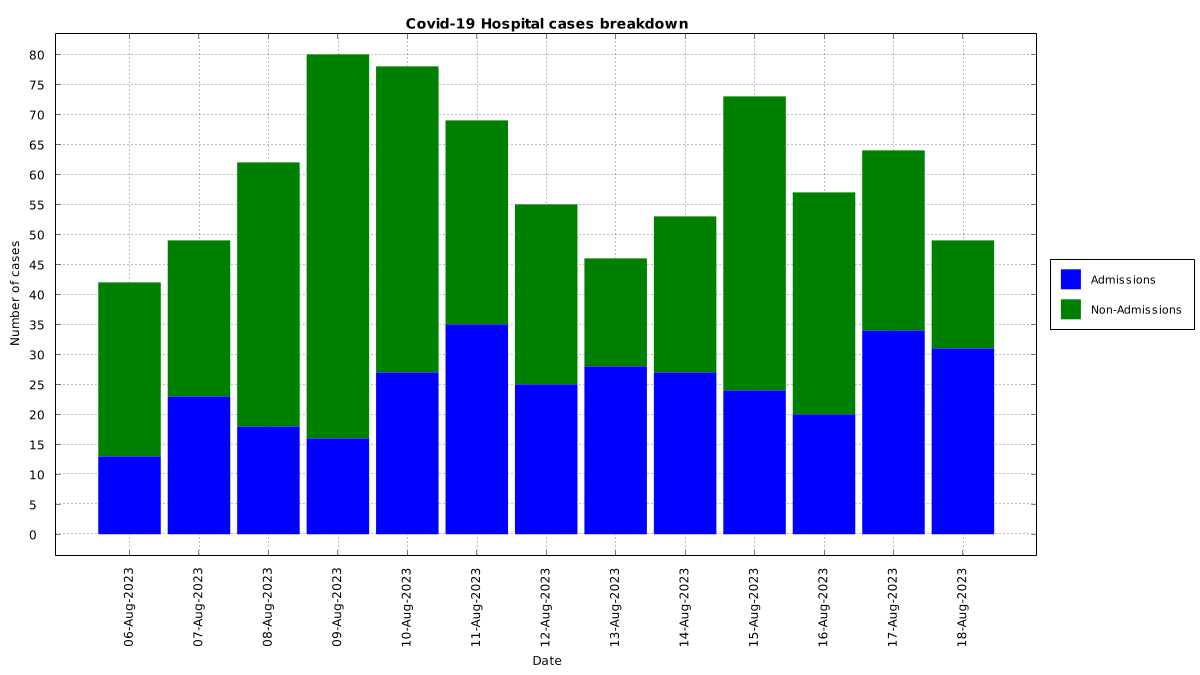 Covid-19 Hospital cases breakdown
80
75
70
65
60
55
50
45
40
35
30
25
20
15
10
5
0
Number of cases
06-Aug-2023
07-Aug-2023
08-Aug-2023
09-Aug-2023
10-Aug-2023
11-Aug-2023
12-Aug-2023
13-Aug-2023
14-Aug-2023
15-Aug-2023
16-Aug-2023
17-Aug-2023
18-Aug-2023
Date
Admissions
Non-Admissions